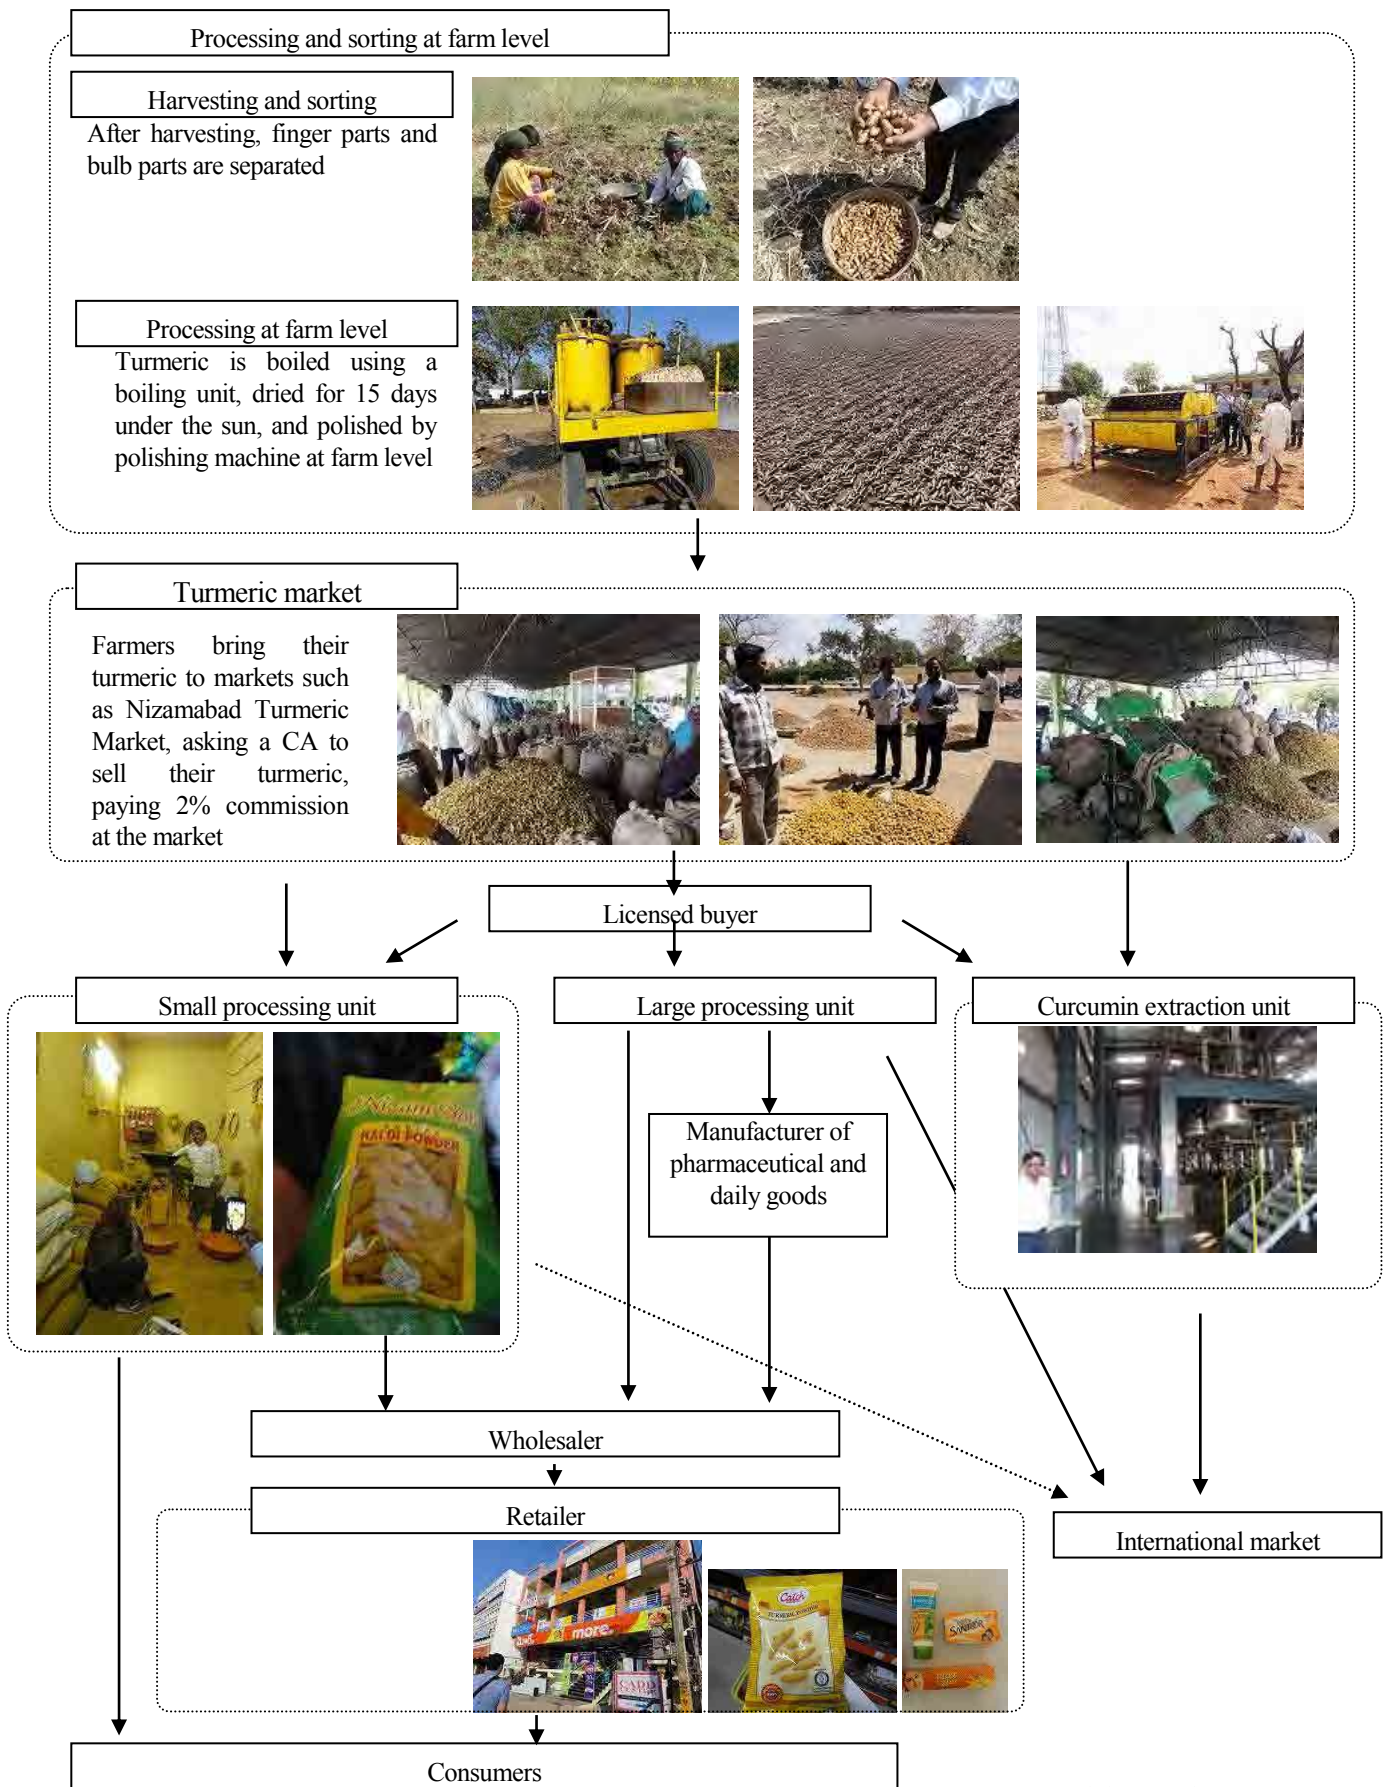 Processing and sorting at farm level
Harvesting and sorting
After harvesting, finger parts and
bulb parts are separated
Processing at farm level
Turmeric is boiled using a
boiling unit, dried for 15 days
under the sun, and polished by
polishing machine at farm level
Turmeric market
Farmers bring their
turmeric to markets such
as Nizamabad Turmeric
Market, asking a CA to
sell their turmeric,
paying 2% commission
at the market
Licensed buyer
Small processing unit
Large processing unit
Curcumin extraction unit
HALDI POWDER
Manufacturer of
pharmaceutical and
daily goods
Wholesaler
Retailer
International market
more.
Catch
TURMERIC POWDER
SANTOOR
Consumers